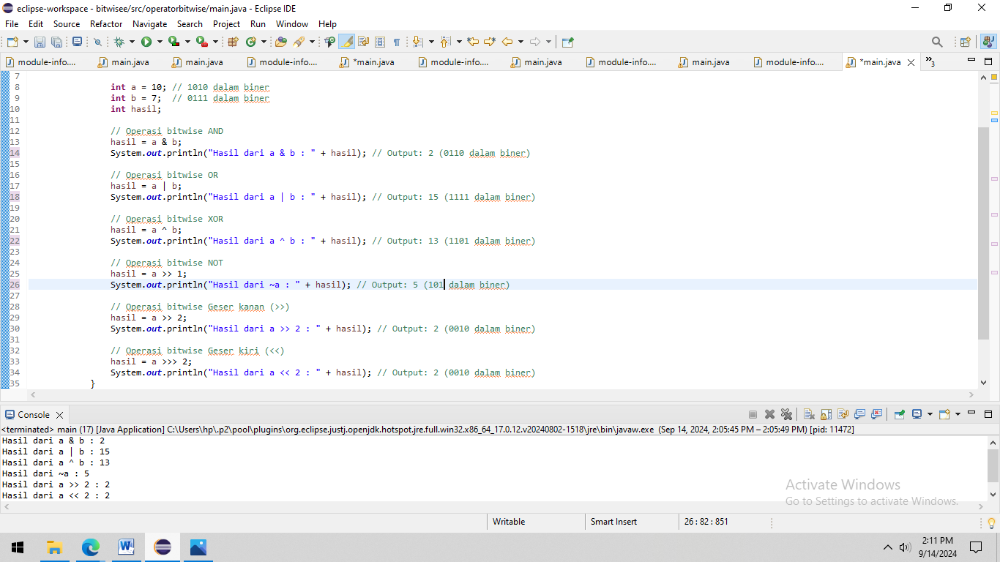 eclipse-workspace - bitwisee/src/operatorbitwise/main.java - Eclipse IDE
File Edit Source Refactor Navigate Search Project Run Window Help
module-info.... main.java main.java module-info.... *main.java module-info.... main.java module-info.... main.java module-info.... *main.java »3
7
8 int a = 10; // 1010 dalam biner
9 int b = 7;  // 0111 dalam biner
10 int hasil;
11
12 // Operasi bitwise AND
13 hasil = a & b;
14 System.out.println("Hasil dari a & b : " + hasil); // Output: 2 (0110 dalam biner)
15
16 // Operasi bitwise OR
17 hasil = a | b;
18 System.out.println("Hasil dari a | b : " + hasil); // Output: 15 (1111 dalam biner)
19
20 // Operasi bitwise XOR
21 hasil = a ^ b;
22 System.out.println("Hasil dari a ^ b : " + hasil); // Output: 13 (1101 dalam biner)
23
24 // Operasi bitwise NOT
25 hasil = a >> 1;
26 System.out.println("Hasil dari ~a : " + hasil); // Output: 5 (101 dalam biner)
27
28 // Operasi bitwise Geser kanan (>>)
29 hasil = a >> 2;
30 System.out.println("Hasil dari a >> 2 : " + hasil); // Output: 2 (0010 dalam biner)
31
32 // Operasi bitwise Geser kiri (<<)
33 hasil = a >>> 2;
34 System.out.println("Hasil dari a << 2 : " + hasil); // Output: 2 (0010 dalam biner)
35 }
Console
<terminated> main (17) [Java Application] C:\Users\hp\.p2\pool\plugins\org.eclipse.justj.openjdk.hotspot.jre.full.win32.x86_64_17.0.12.v20240802-1518\jre\bin\javaw.exe (Sep 14, 2024, 2:05:45 PM – 2:05:49 PM) [pid: 11472]
Hasil dari a & b : 2
Hasil dari a | b : 15
Hasil dari a ^ b : 13
Hasil dari ~a : 5
Hasil dari a >> 2 : 2
Hasil dari a << 2 : 2
Activate Windows
Go to Settings to activate Windows.
Writable Smart Insert 26 : 82 : 851
2:11 PM
9/14/2024